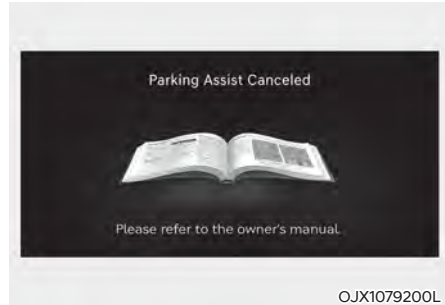 Parking Assist Canceled
Please refer to the owner's manual.
OJX1079200L